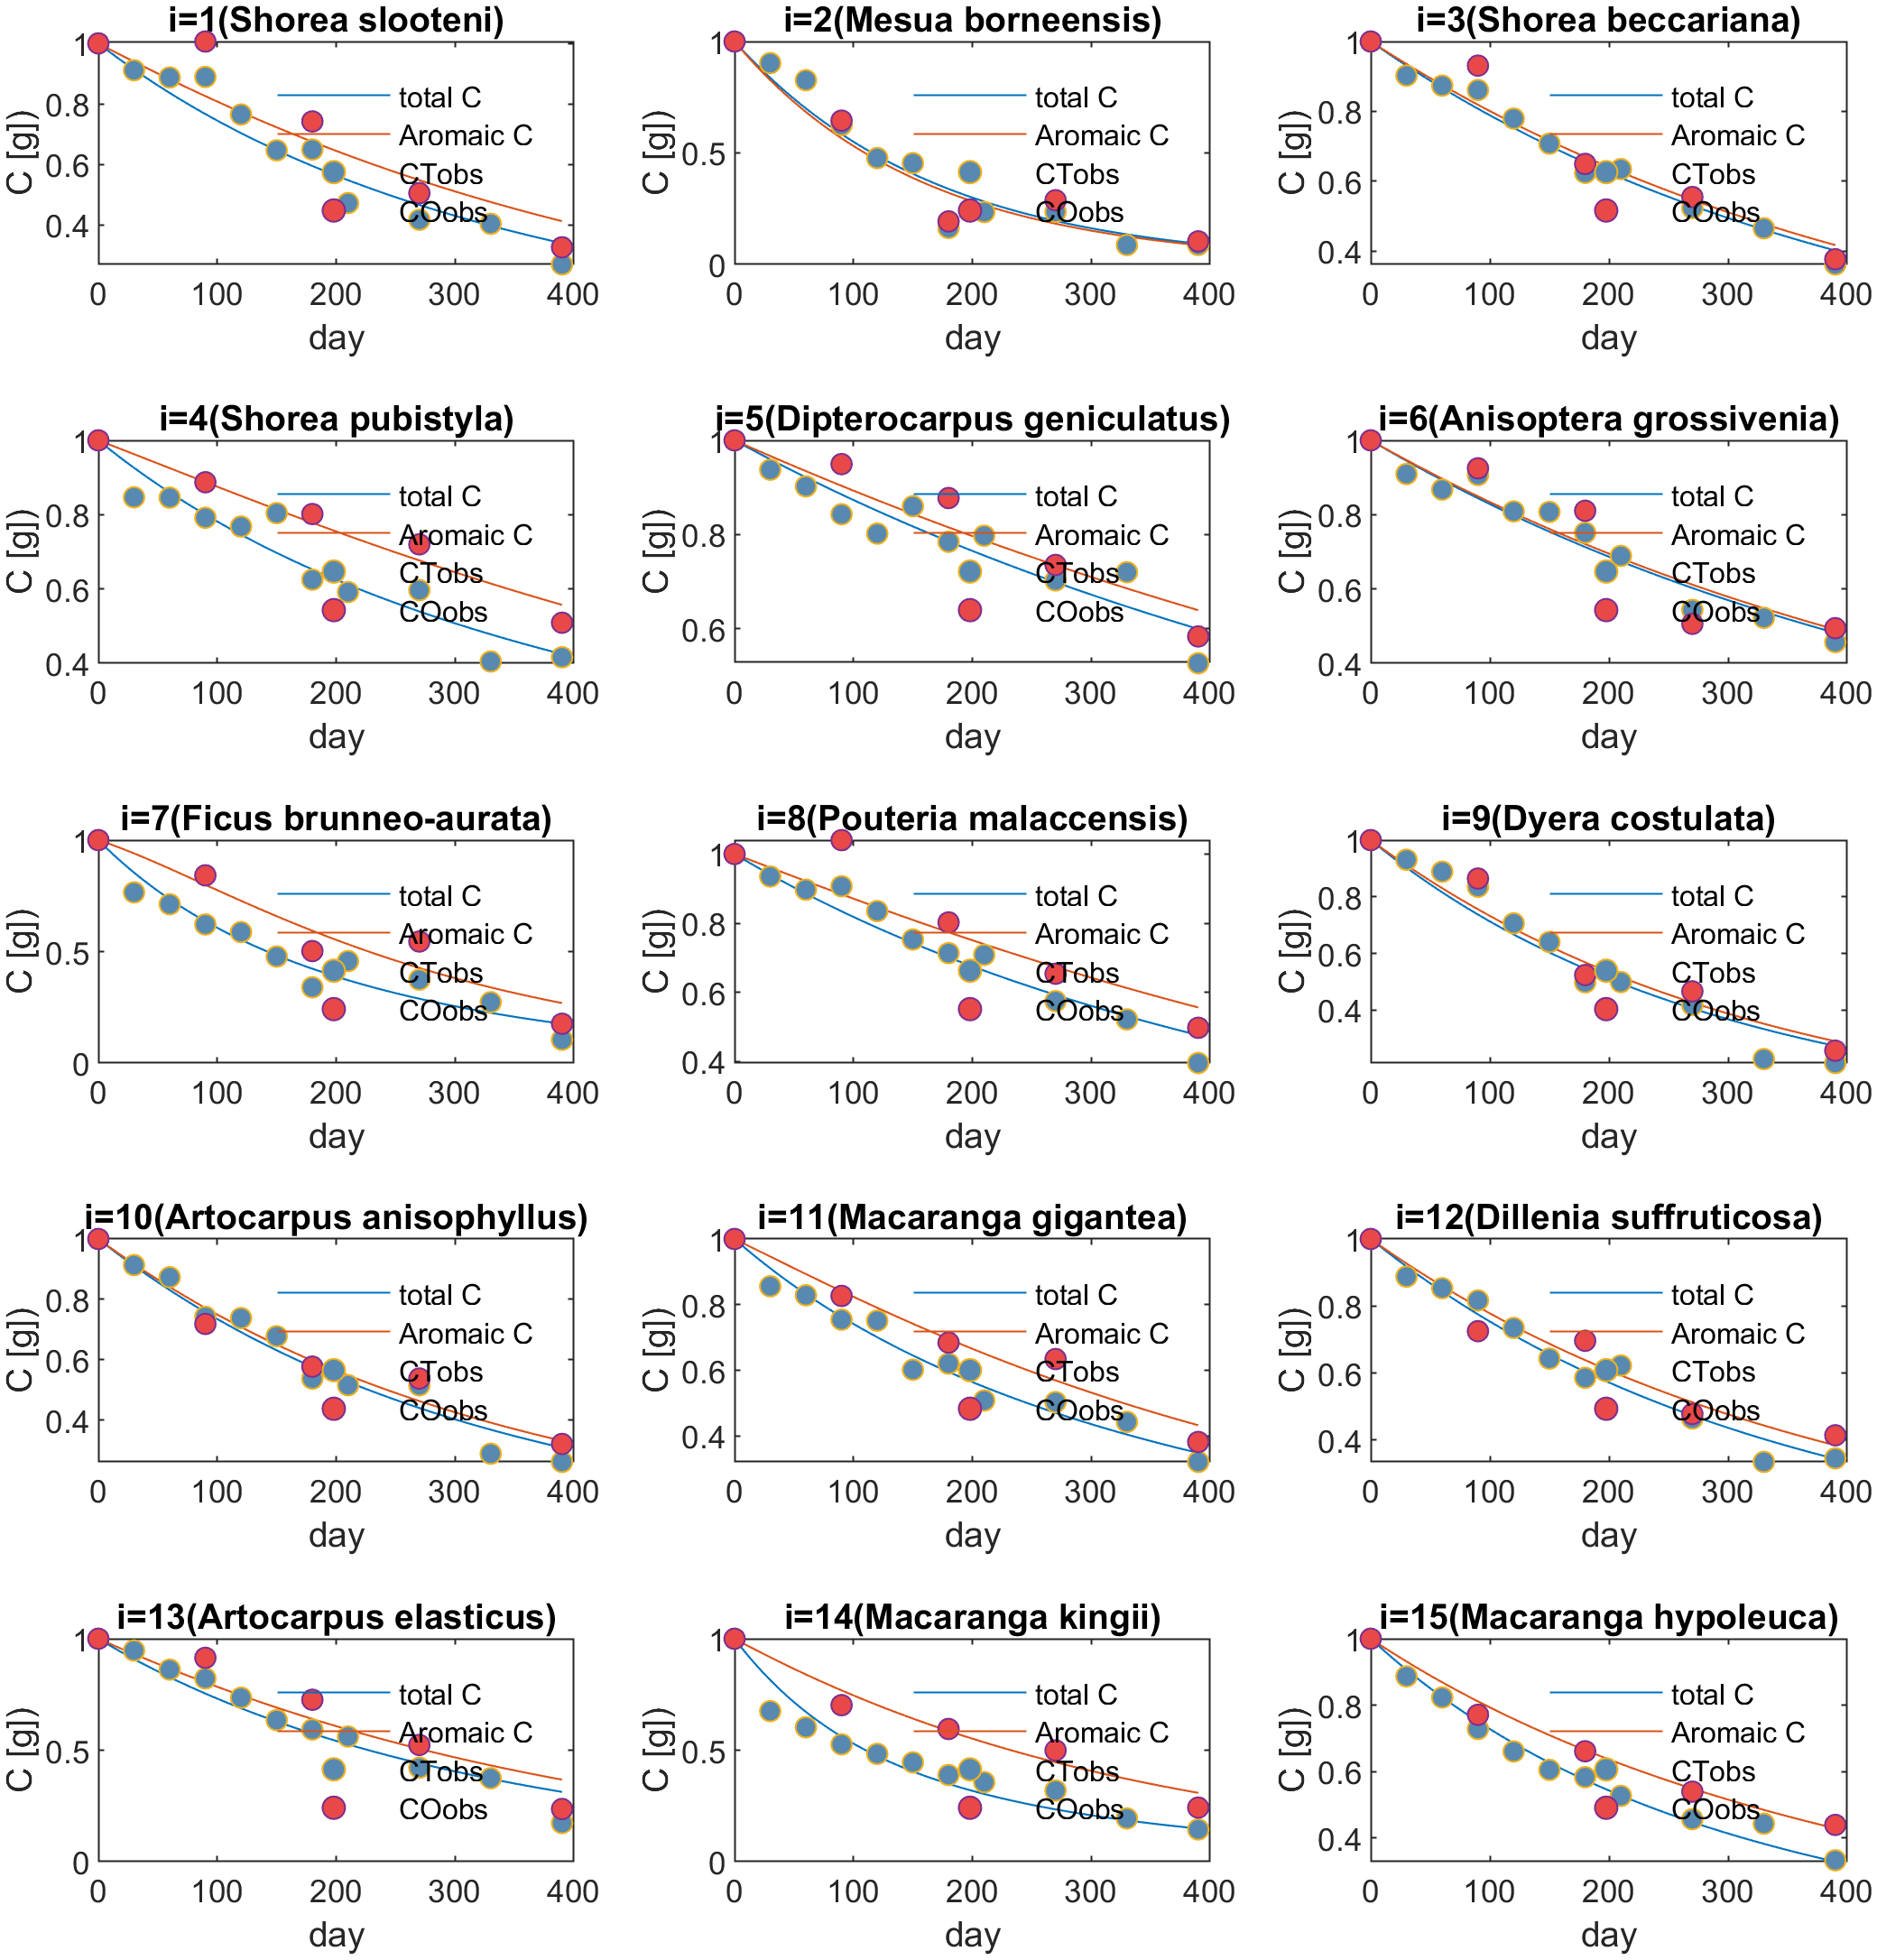 i=1(Shorea slooteni)
1
0.8
0.6
0.4
C [g])
total C
Aromaic C
CTobs
COobs
0 100 200 300 400
day
i=2(Mesua borneensis)
1
0.5
0
C [g])
total C
Aromaic C
CTobs
COobs
0 100 200 300 400
day
i=3(Shorea beccariana)
1
0.8
0.6
0.4
C [g])
total C
Aromaic C
CTobs
COobs
0 100 200 300 400
day
i=4(Shorea pubistyla)
1
0.8
0.6
0.4
C [g])
total C
Aromaic C
CTobs
COobs
0 100 200 300 400
day
i=5(Dipterocarpus geniculatus)
1
0.8
0.6
C [g])
total C
Aromaic C
CTobs
COobs
0 100 200 300 400
day
i=6(Anisoptera grossivenia)
1
0.8
0.6
0.4
C [g])
total C
Aromaic C
CTobs
COobs
0 100 200 300 400
day
i=7(Ficus brunneo-aurata)
1
0.5
0
C [g])
total C
Aromaic C
CTobs
COobs
0 100 200 300 400
day
i=8(Pouteria malaccensis)
1
0.8
0.6
0.4
C [g])
total C
Aromaic C
CTobs
COobs
0 100 200 300 400
day
i=9(Dyera costulata)
1
0.8
0.6
0.4
C [g])
total C
Aromaic C
CTobs
COobs
0 100 200 300 400
day
i=10(Artocarpus anisophyllus)
1
0.8
0.6
0.4
C [g])
total C
Aromaic C
CTobs
COobs
0 100 200 300 400
day
i=11(Macaranga gigantea)
1
0.8
0.6
0.4
C [g])
total C
Aromaic C
CTobs
COobs
0 100 200 300 400
day
i=12(Dillenia suffruticosa)
1
0.8
0.6
0.4
C [g])
total C
Aromaic C
CTobs
COobs
0 100 200 300 400
day
i=13(Artocarpus elasticus)
1
0.5
0
C [g])
total C
Aromaic C
CTobs
COobs
0 100 200 300 400
day
i=14(Macaranga kingii)
1
0.5
0
C [g])
total C
Aromaic C
CTobs
COobs
0 100 200 300 400
day
i=15(Macaranga hypoleuca)
1
0.8
0.6
0.4
C [g])
total C
Aromaic C
CTobs
COobs
0 100 200 300 400
day